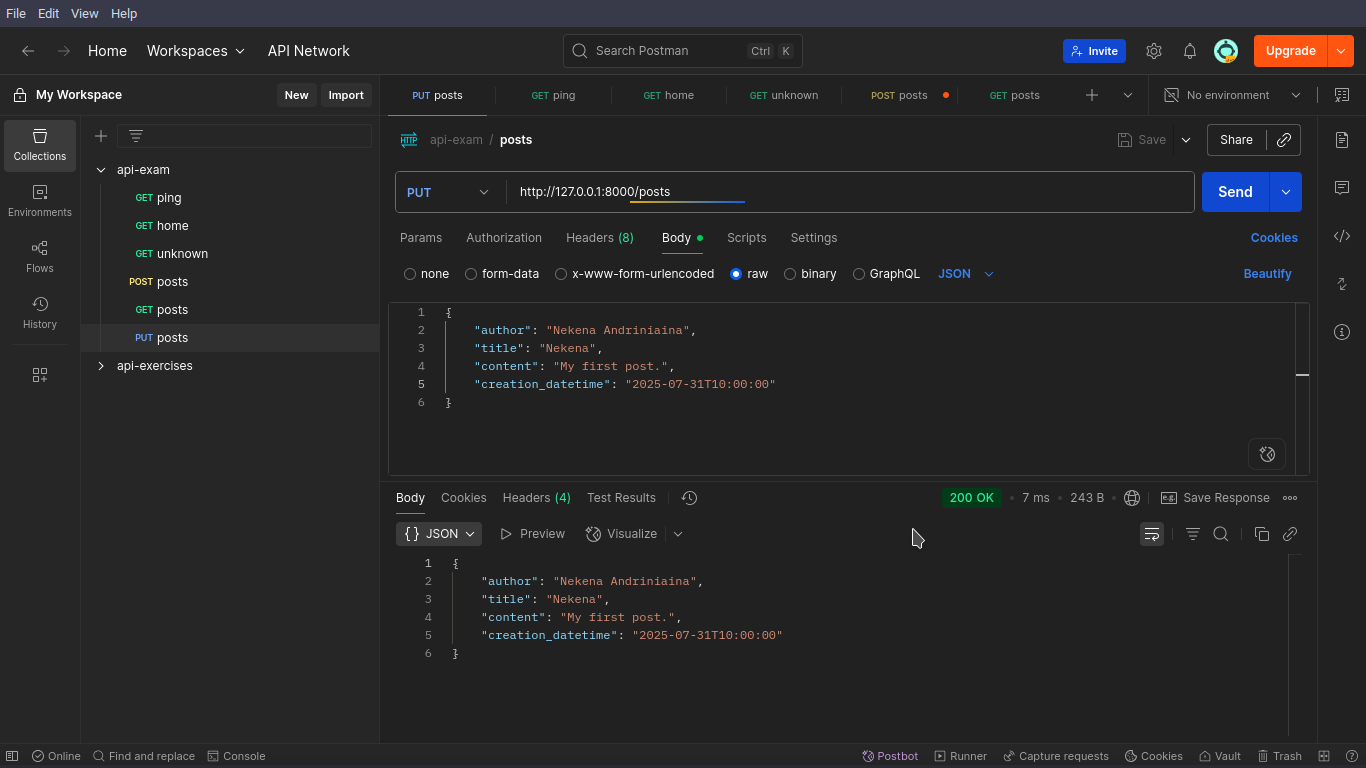 File Edit View Help
Home Workspaces API Network Search Postman Ctrl K Invite Upgrade
My Workspace New Import PUT posts GET ping GET home GET unknown POST posts GET posts No environment
Collections
Environments
Flows
History
api-exam
GET ping
GET home
GET unknown
POST posts
GET posts
PUT posts
api-exercises
HTTP api-exam / posts Save Share
PUT http://127.0.0.1:8000/posts Send
Params Authorization Headers (8) Body Scripts Settings Cookies
none form-data x-www-form-urlencoded raw binary GraphQL JSON Beautify
1 {
2 "author": "Nekena Andriniaina",
3 "title": "Nekena",
4 "content": "My first post.",
5 "creation_datetime": "2025-07-31T10:00:00"
6 }
Body Cookies Headers (4) Test Results 200 OK • 7 ms • 243 B e.g. Save Response
{} JSON Preview Visualize
1 {
2 "author": "Nekena Andriniaina",
3 "title": "Nekena",
4 "content": "My first post.",
5 "creation_datetime": "2025-07-31T10:00:00"
6 }
Online Find and replace Console Postbot Runner Capture requests Cookies Vault Trash